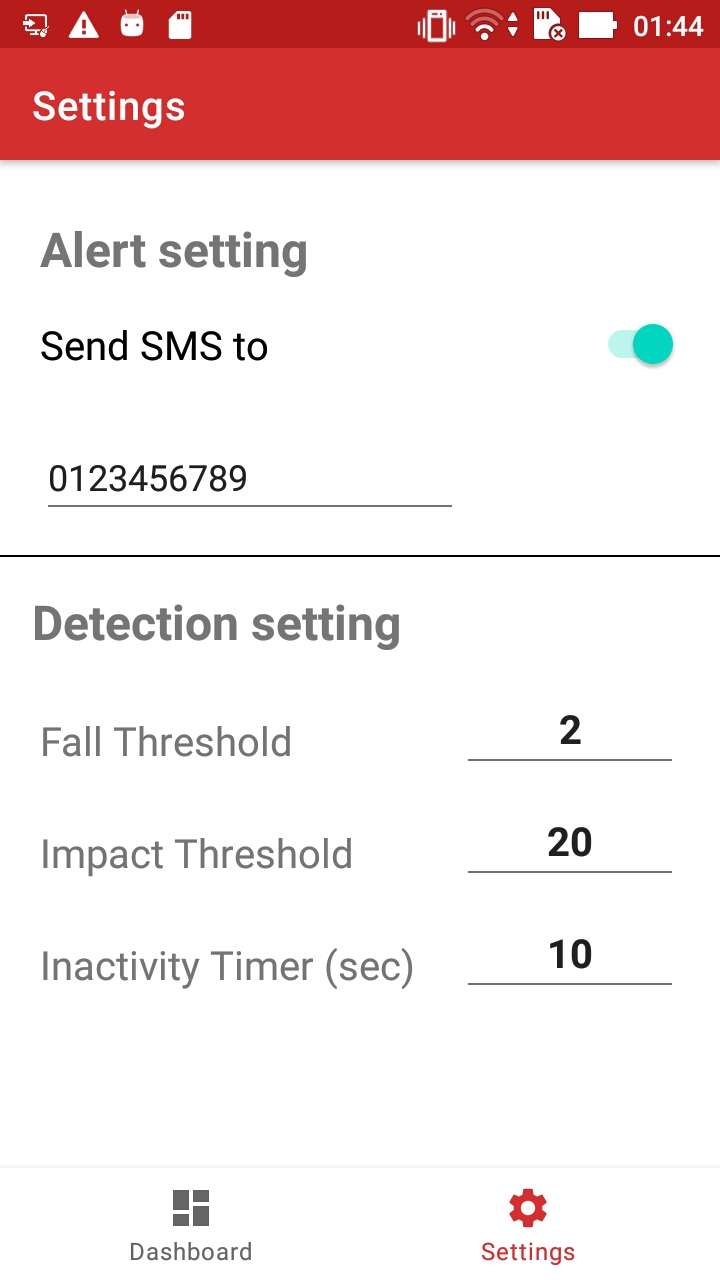 01:44
Settings
Alert setting
Send SMS to
0123456789
Detection setting
Fall Threshold 2
Impact Threshold 20
Inactivity Timer (sec) 10
Dashboard Settings